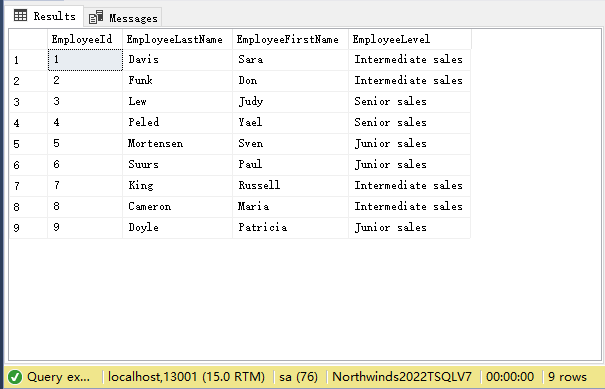 Results Messages
EmployeeId EmployeeLastName EmployeeFirstName EmployeeLevel
1 1 Davis Sara Intermediate sales
2 2 Funk Don Intermediate sales
3 3 Lew Judy Senior sales
4 4 Peled Yael Senior sales
5 5 Mortensen Sven Junior sales
6 6 Suurs Paul Junior sales
7 7 King Russell Intermediate sales
8 8 Cameron Maria Intermediate sales
9 9 Doyle Patricia Junior sales
Query ex... localhost,13001 (15.0 RTM) sa (76) Northwinds2022TSQLV7 00:00:00 9 rows